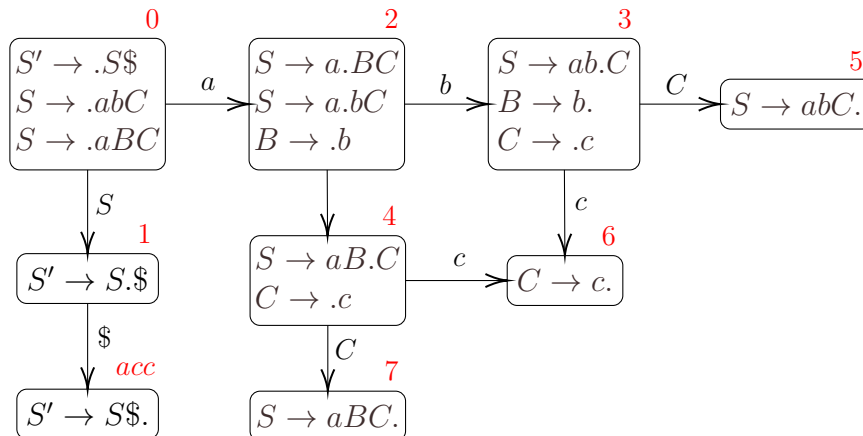 0
S' → .S$
S → .abC
S → .aBC
a
2
S → a.BC
S → a.bC
B → .b
b
3
S → ab.C
B → b.
C → .c
C
5
S → abC.
S
1
S' → S.$
4
S → aB.C
C → .c
c
c
6
C → c.
$
acc
S' → S$.
C
7
S → aBC.